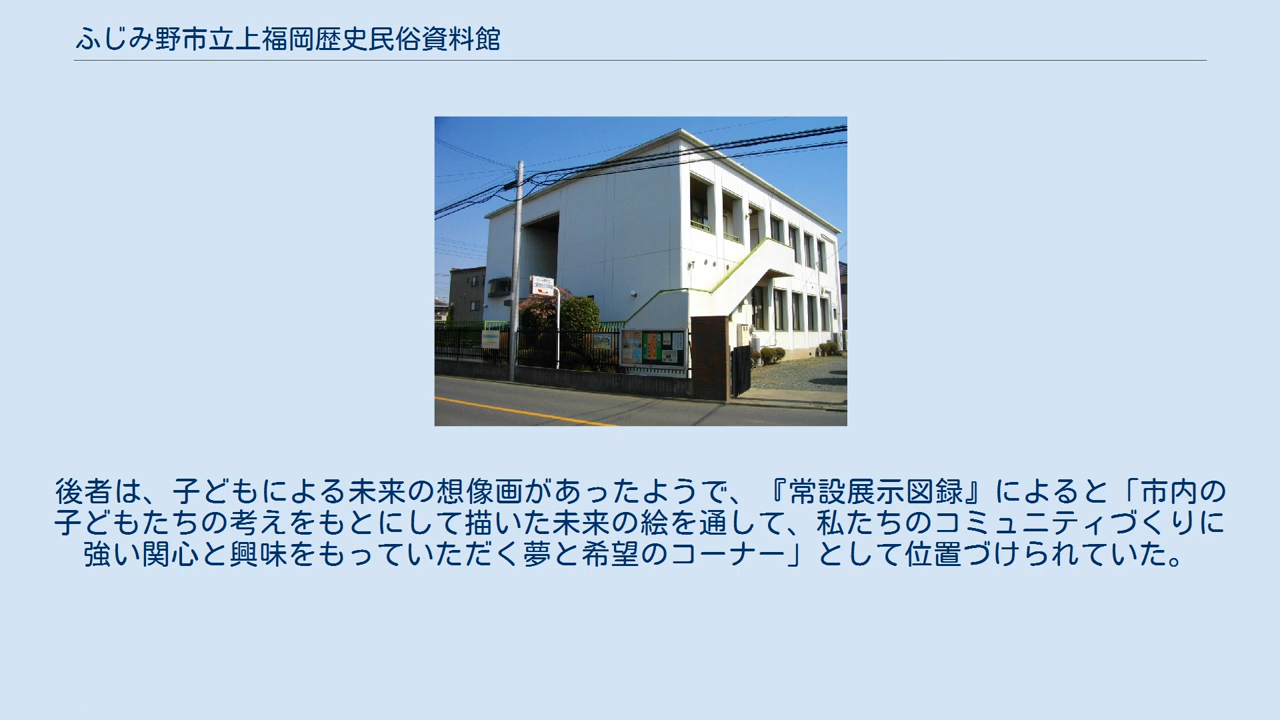 ふじみ野市立上福岡歴史民俗資料館
後者は、子どもによる未来の想像画があったようで、『常設展示図録』によると「市内の
子どもたちの考えをもとにして描いた未来の絵を通して、私たちのコミュニティづくりに
強い関心と興味をもっていただく夢と希望のコーナー」として位置づけられていた。